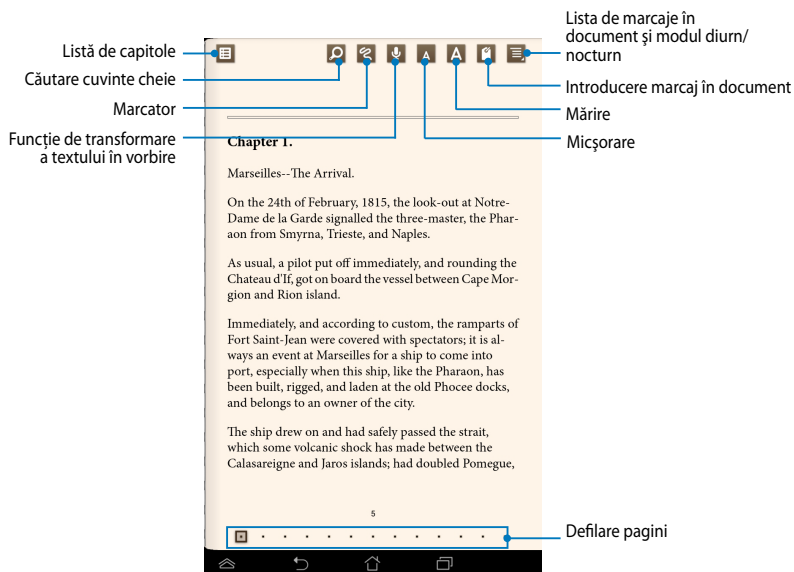 Listă de capitole
Căutare cuvinte cheie
Marcator
Funcție de transformare
a textului în vorbire
Lista de marcaje în
document și modul diurn/
nocturn
Introducere marcaj în document
Mărire
Micșorare
A
A
Chapter 1.
Marseilles--The Arrival.
On the 24th of February, 1815, the look-out at Notre-
Dame de la Garde signalled the three-master, the Phar-
aon from Smyrna, Trieste, and Naples.
As usual, a pilot put off immediately, and rounding the
Chateau d'If, got on board the vessel between Cape Mor-
gion and Rion island.
Immediately, and according to custom, the ramparts of
Fort Saint-Jean were covered with spectators; it is al-
ways an event at Marseilles for a ship to come into
port, especially when this ship, like the Pharaon, has
been built, rigged, and laden at the old Phocee docks,
and belongs to an owner of the city.
The ship drew on and had safely passed the strait,
which some volcanic shock has made between the
Calasareigne and Jaros islands; had doubled Pomegue,
5
Defilare pagini